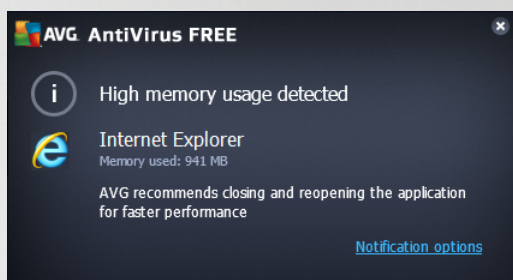 AVG AntiVirus FREE
High memory usage detected
Internet Explorer
Memory used: 941 MB
AVG recommends closing and reopening the application
for faster performance
Notification options